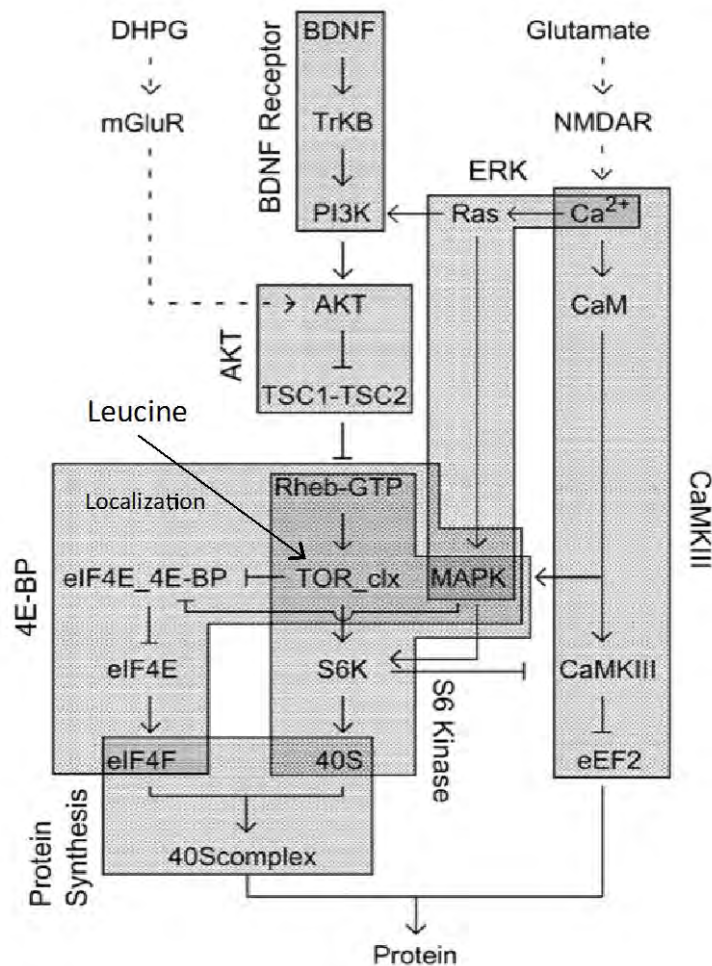 DHPG
BDNF
Glutamate
mGluR
BDNF Receptor
TrKB
NMDAR
ERK
PI3K
Ras
Ca2+
AKT
AKT
CaM
TSC1-TSC2
Leucine
Rheb-GTP
Localization
CaMKIII
4E-BP
eIF4E_4E-BP
TOR_clx
MAPK
eIF4E
S6K
S6 Kinase
CaMKIII
eIF4F
40S
eEF2
Protein
Synthesis
40Scomplex
Protein